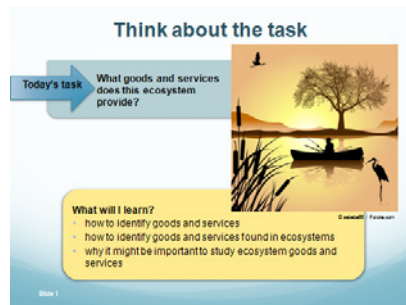 Think about the task
Today's task
What goods and services
does this ecosystem
provide?
What will I learn?
how to identify goods and services
how to identify goods and services found in ecosystems
why it might be important to study ecosystem goods and
services
Slide 1